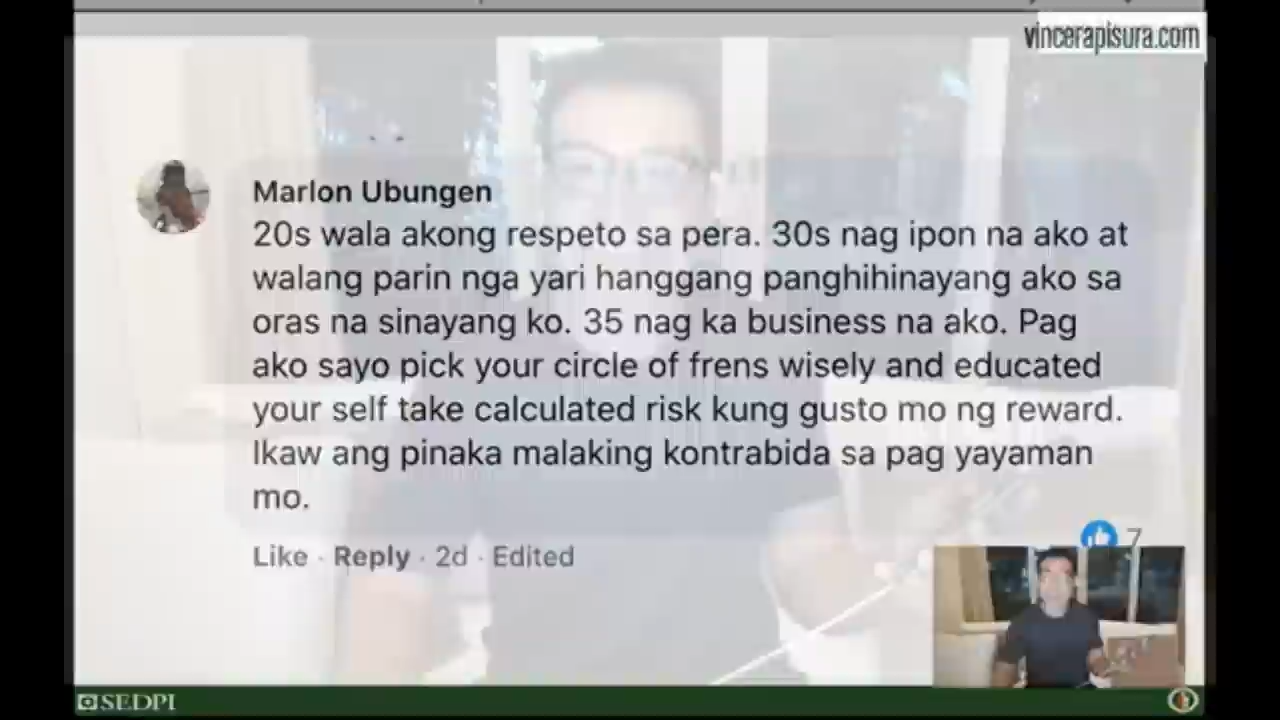 vincerapisura.com
Marlon Ubungen
20s wala akong respeto sa pera. 30s nag ipon na ako at
walang parin nga yari hanggang panghihinayang ako sa
oras na sinayang ko. 35 nag ka business na ako. Pag
ako sayo pick your circle of frens wisely and educated
your self take calculated risk kung gusto mo ng reward.
Ikaw ang pinaka malaking kontrabida sa pag yayaman
mo.
7
Like · Reply · 2d · Edited
SEDPI